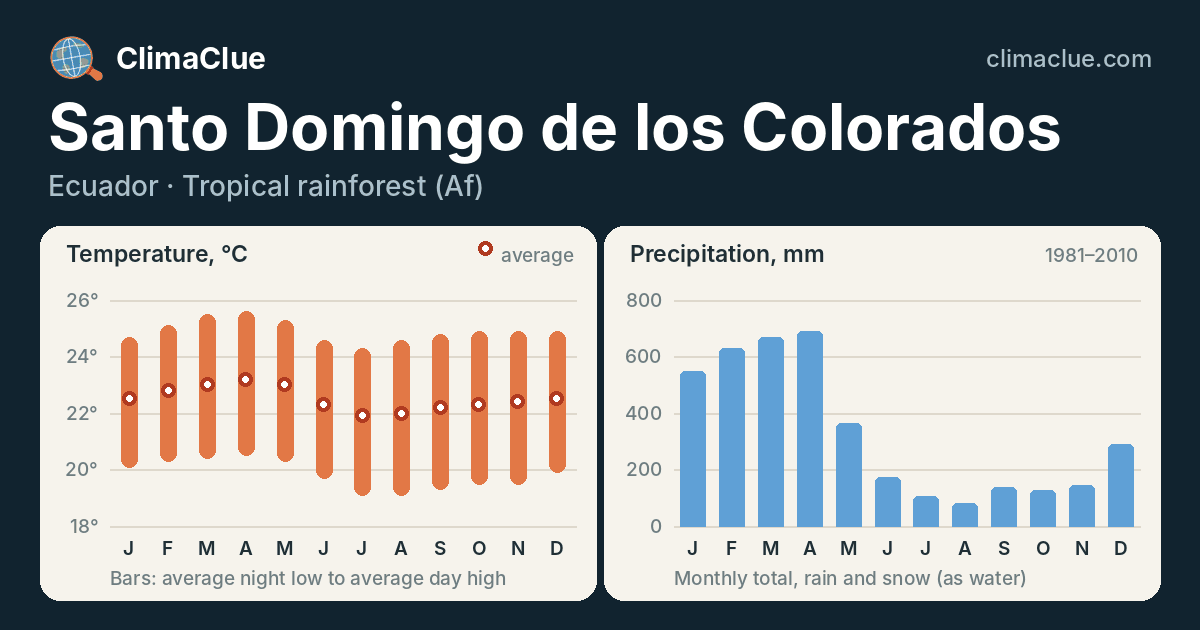 ClimaClue
climaclue.com
Santo Domingo de los Colorados
Ecuador · Tropical rainforest (Af)
Temperature, °C
average
26°
24°
22°
20°
18°
J F M A M J J A S O N D
Bars: average night low to average day high
Precipitation, mm
1981–2010
800
600
400
200
0
J F M A M J J A S O N D
Monthly total, rain and snow (as water)